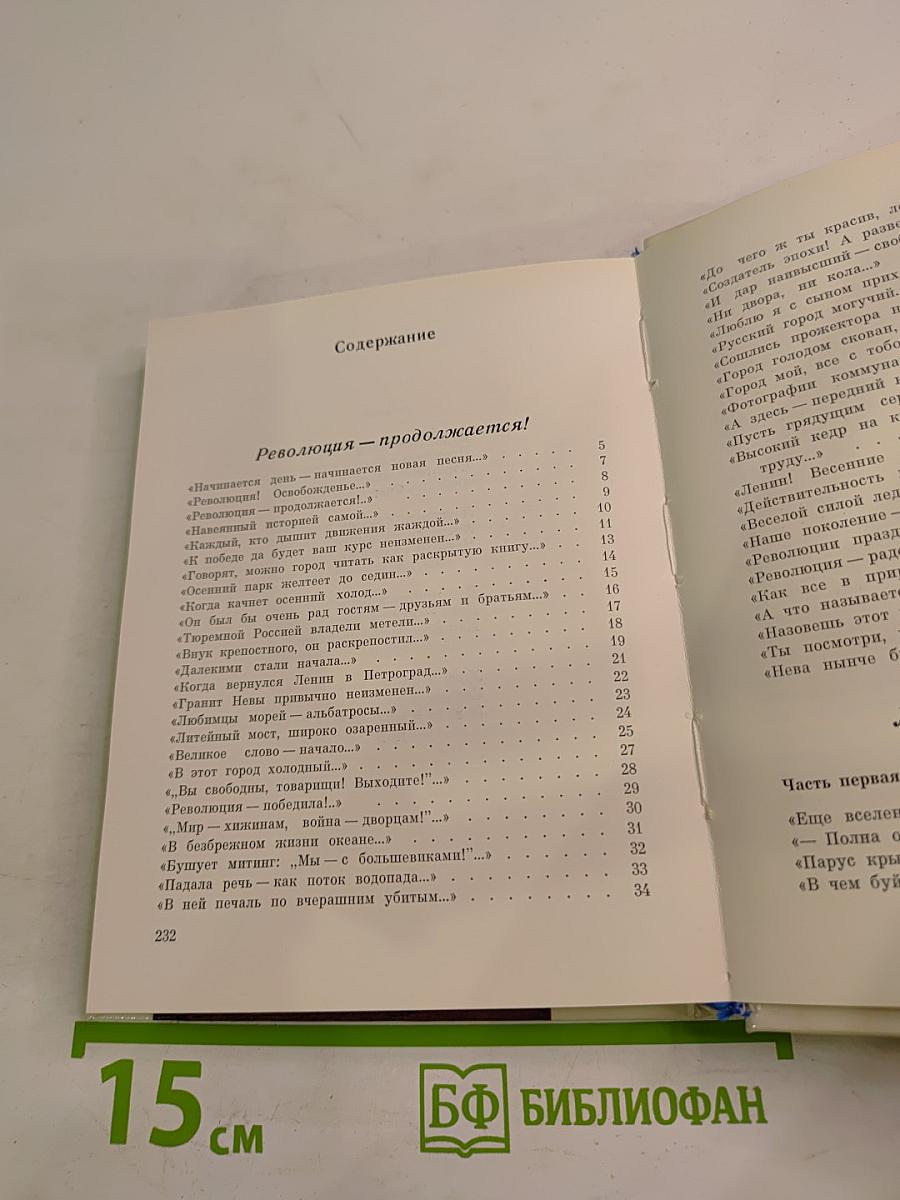 Содержание
Революция — продолжается!
«Начинается день — начинается новая песня...» . . . . . 5
«Революция! Освобожденье...» . . . . . . . . 7
«Революция — продолжается!..» . . . . . . . . 8
«Навеянный историей самой...» . . . . . . . . 9
«Каждый, кто дышит движения жаждой...» . . . . . . 10
«К победе да будет ваш курс неизменен...» . . . . . . 11
«Говорят, можно город читать как раскрытую книгу...» . . 13
«Осенний парк желтеет до седин...» . . . . . . . 14
«Когда качнет осенний холод...» . . . . . . . . 15
«Он был бы очень рад гостям — друзьям и братьям...» . . 16
«Тюремной Россией владели метели...» . . . . . . 17
«Внук крепостного, он раскрепостил...» . . . . . . 18
«Далекими стали начала...» . . . . . . . . . 19
«Когда вернулся Ленин в Петроград...» . . . . . . 21
«Гранит Невы привычно неизменен...» . . . . . . . 22
«Любимцы морей — альбатросы...» . . . . . . . . 23
«Литейный мост, широко озаренный...» . . . . . . . 24
«Великое слово — начало...» . . . . . . . . . 25
«В этот город холодный...» . . . . . . . . . 27
«„Вы свободны, товарищи! Выходите!”...» . . . . . . 28
«Революция — победила!..» . . . . . . . . . 29
«„Мир — хижинам, война — дворцам!”...» . . . . . . 30
«В безбрежном жизни океане...» . . . . . . . . 31
«Бушует митинг: „Мы — с большевиками!”...» . . . . . 32
«Падала речь — как поток водопада...» . . . . . . . 33
«В ней печаль по вчерашним убитым...» . . . . . . . 34
232
«До чего ж ты красив,
«Создатель эпохи! А разве
«И дар наивысший —
«Ни двора, ни кола...»
«Люблю я с сыном
«Русский город могучий.
«Сошлись прожектора
«Город голодом скован,
«Город мой, все с
«Фотографии
«А здесь — передний
«Пусть грядущим
«Высокий кедр на
труду...» . . .
«Ленин! Весенние
«Действительность
«Веселой силой
«Наше поколение —
«Революции
«Революция —
«Как все в
«А что
«Назовешь этот
«Ты посмотри,
«Нева нынче
Часть первая
«Еще
«— Полна
«Парус
«В чем
15 см
БФ БИБЛИОФАН